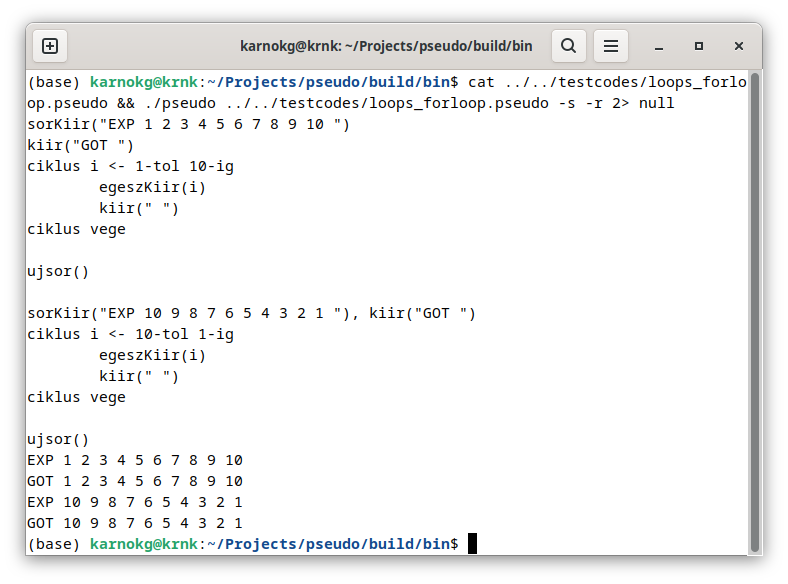 karnokg@krnk: ~/Projects/pseudo/build/bin
(base) karnokg@krnk:~/Projects/pseudo/build/bin$ cat ../../testcodes/loops_forlo
op.pseudo && ./pseudo ../../testcodes/loops_forloop.pseudo -s -r 2> null
sorKiir("EXP 1 2 3 4 5 6 7 8 9 10 ")
kiir("GOT ")
ciklus i <- 1-tol 10-ig
        egeszKiir(i)
        kiir(" ")
ciklus vege
ujsor()
sorKiir("EXP 10 9 8 7 6 5 4 3 2 1 "), kiir("GOT ")
ciklus i <- 10-tol 1-ig
        egeszKiir(i)
        kiir(" ")
ciklus vege
ujsor()
EXP 1 2 3 4 5 6 7 8 9 10
GOT 1 2 3 4 5 6 7 8 9 10
EXP 10 9 8 7 6 5 4 3 2 1
GOT 10 9 8 7 6 5 4 3 2 1
(base) karnokg@krnk:~/Projects/pseudo/build/bin$